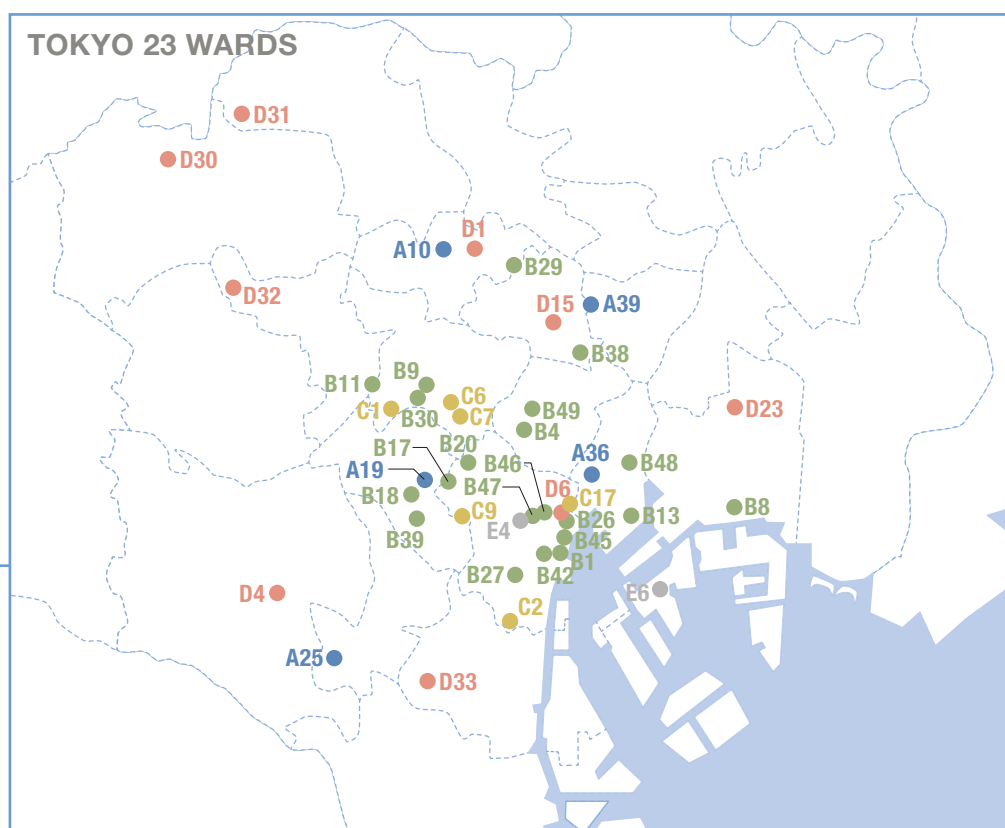 TOKYO 23 WARDS
D31
D30
D1
A10
B29
D32
A39
D15
B38
B9
B11
C6
C1
B30
C7
B49
D23
B4
B17
B20
A36
A19
B46
B48
B18
B47
D6
C17
B8
C9
E4
B26
B13
B39
B45
B1
B27
B42
D4
E6
C2
A25
D33